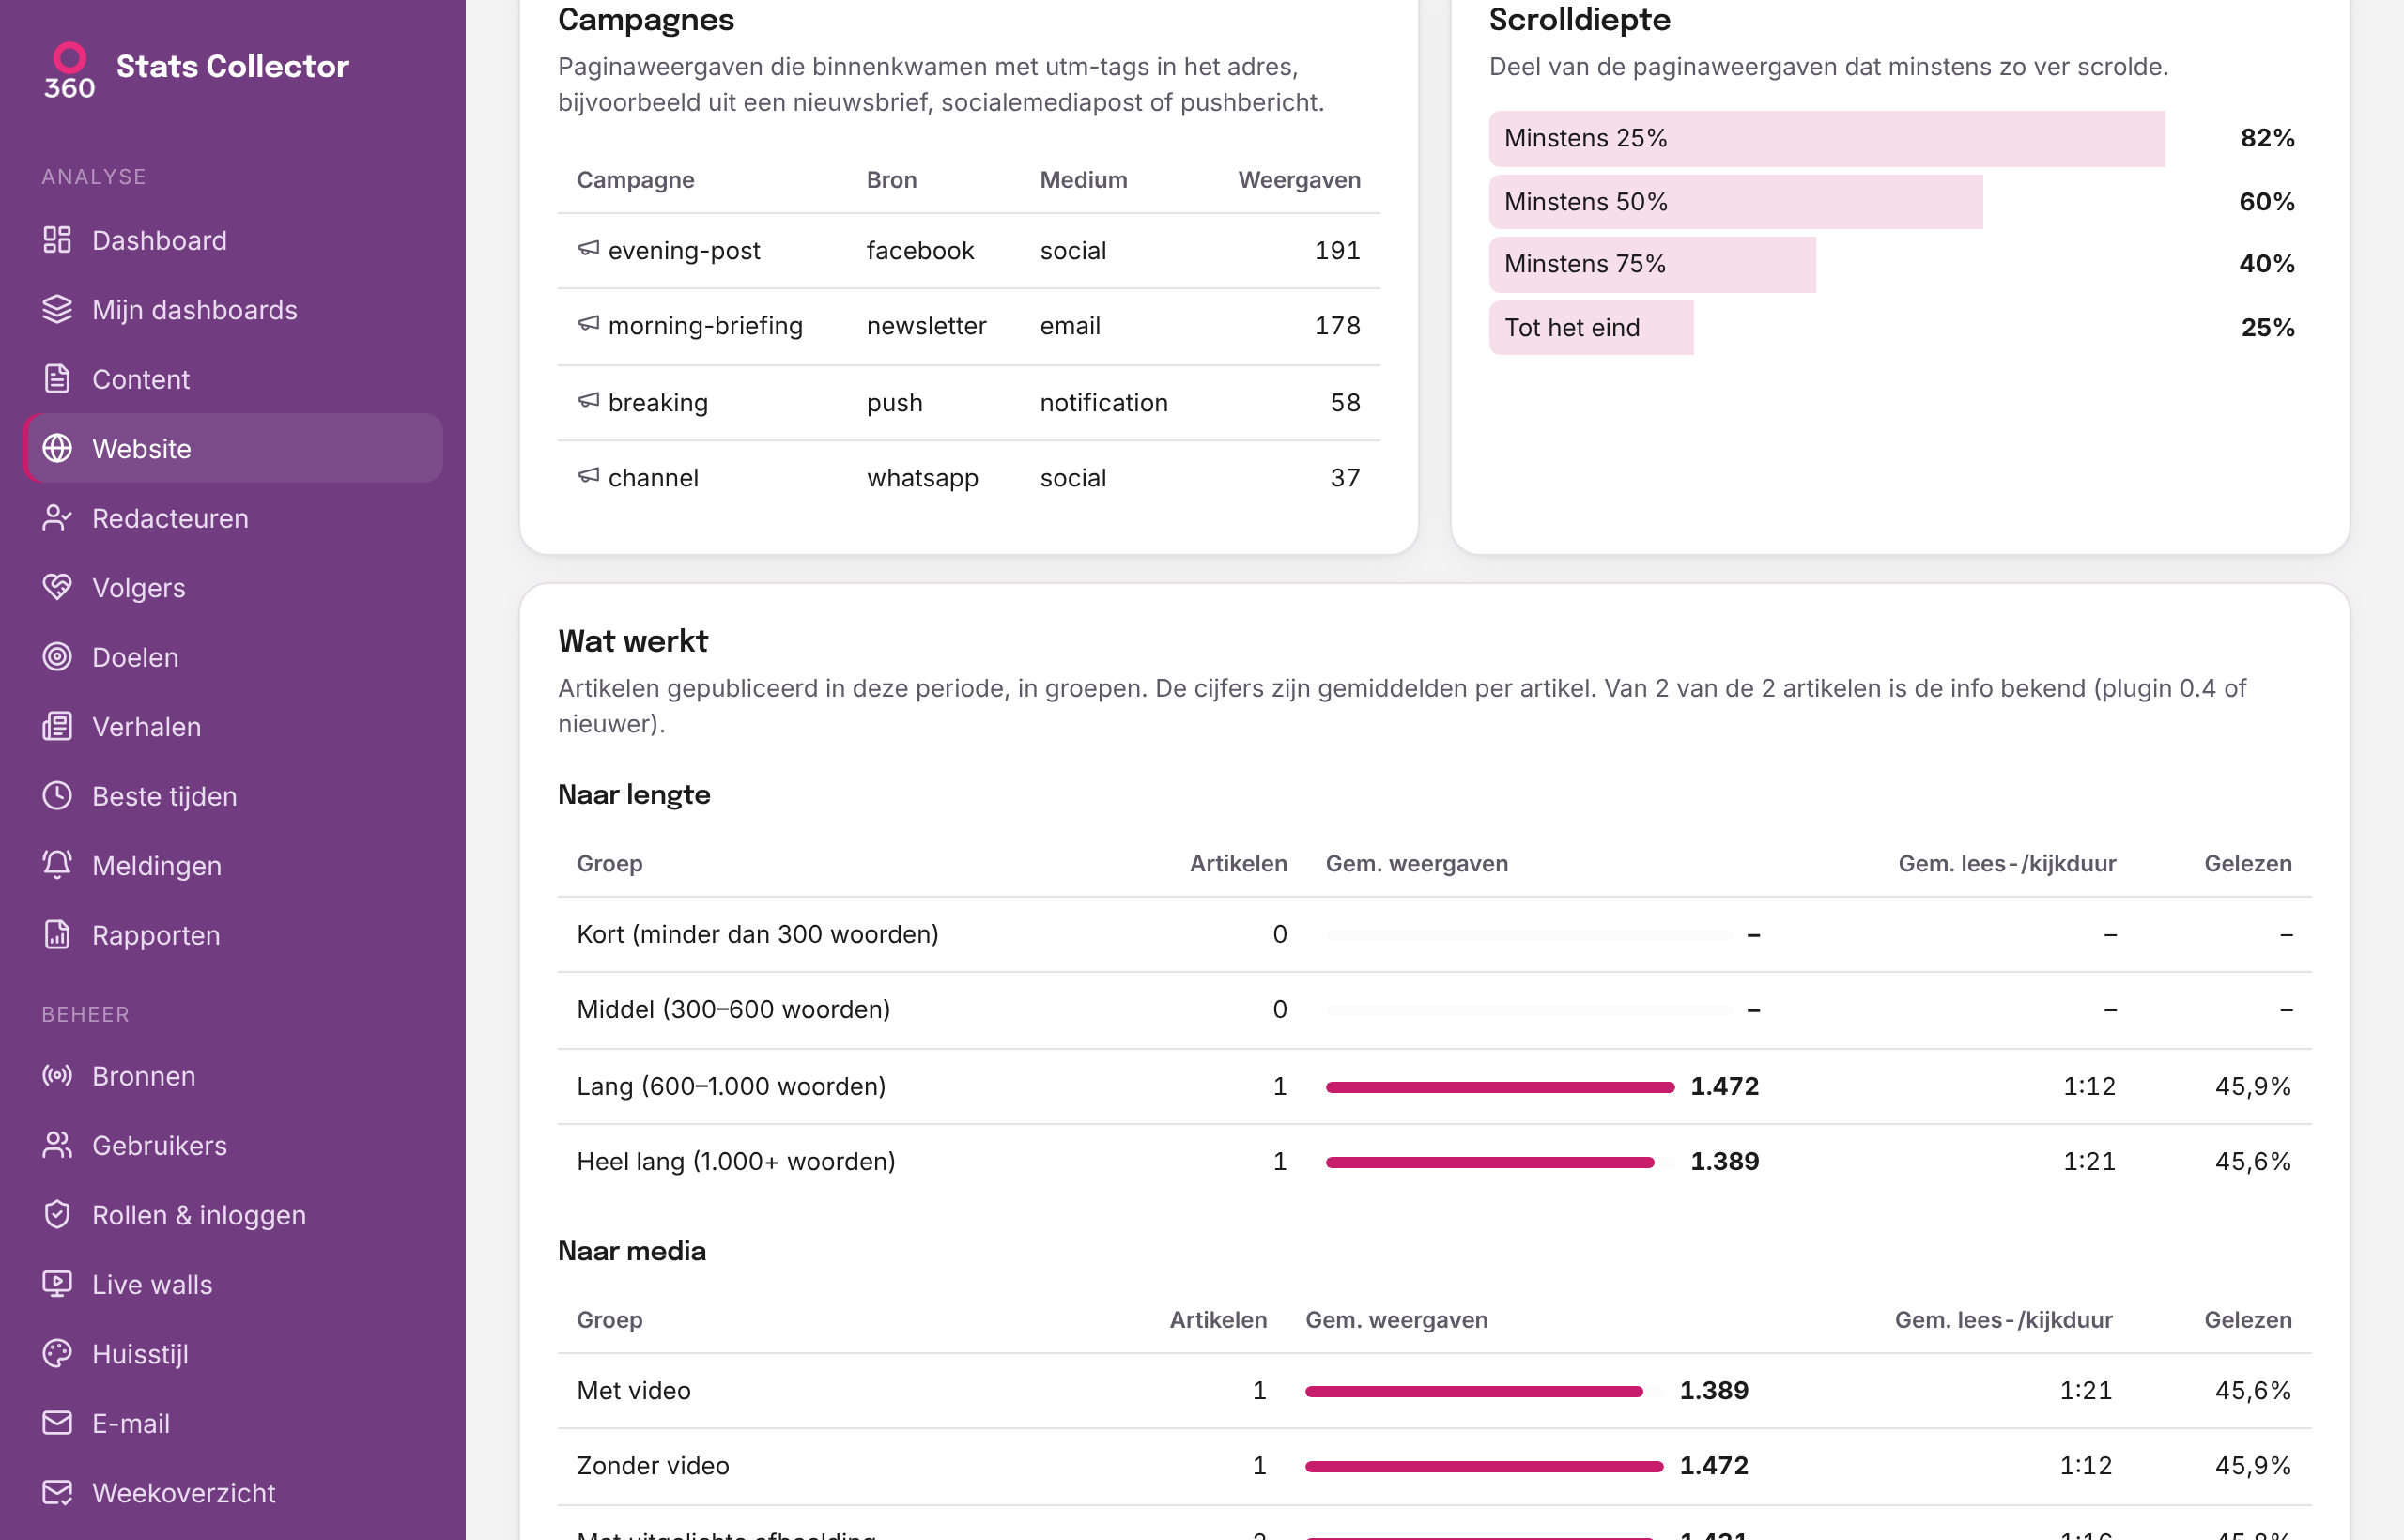 360 Stats Collector
ANALYSE
Dashboard
Mijn dashboards
Content
Website
Redacteuren
Volgers
Doelen
Verhalen
Beste tijden
Meldingen
Rapporten
BEHEER
Bronnen
Gebruikers
Rollen & inloggen
Live walls
Huisstijl
E-mail
Weekoverzicht
Campagnes
Paginaweergaven die binnenkwamen met utm-tags in het adres,
bijvoorbeeld uit een nieuwsbrief, socialemediapost of pushbericht.
Campagne Bron Medium Weergaven
evening-post facebook social 191
morning-briefing newsletter email 178
breaking push notification 58
channel whatsapp social 37
Scrolldiepte
Deel van de paginaweergaven dat minstens zo ver scrolde.
Minstens 25% 82%
Minstens 50% 60%
Minstens 75% 40%
Tot het eind 25%
Wat werkt
Artikelen gepubliceerd in deze periode, in groepen. De cijfers zijn gemiddelden per artikel. Van 2 van de 2 artikelen is de info bekend (plugin 0.4 of
nieuwer).
Naar lengte
Groep Artikelen Gem. weergaven Gem. lees-/kijkduur Gelezen
Kort (minder dan 300 woorden) 0 – – –
Middel (300–600 woorden) 0 – – –
Lang (600–1.000 woorden) 1 1.472 1:12 45,9%
Heel lang (1.000+ woorden) 1 1.389 1:21 45,6%
Naar media
Groep Artikelen Gem. weergaven Gem. lees-/kijkduur Gelezen
Met video 1 1.389 1:21 45,6%
Zonder video 1 1.472 1:12 45,9%
Met uitgelichte afbeelding 2 1.431 1:16 45,8%